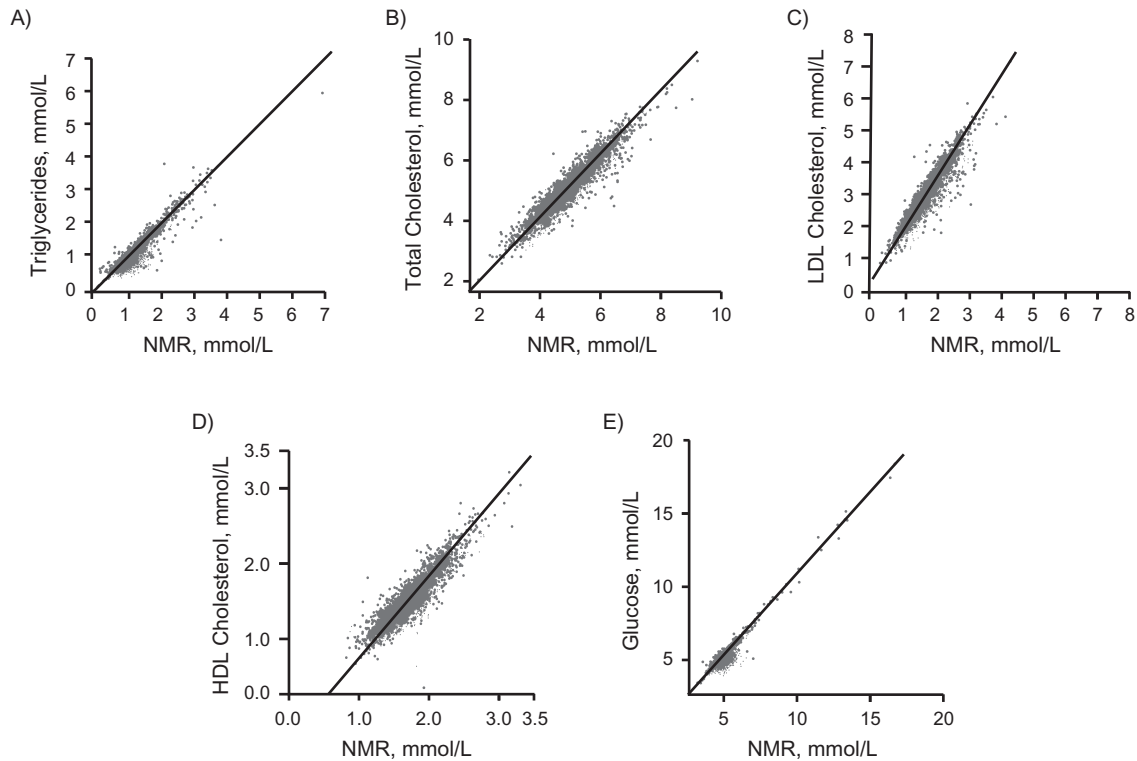 A)
Triglycerides, mmol/L
7
6
5
4
3
2
1
0
0 1 2 3 4 5 6 7
NMR, mmol/L
B)
Total Cholesterol, mmol/L
10
8
6
4
2
2 4 6 8 10
NMR, mmol/L
C)
LDL Cholesterol, mmol/L
8
7
6
5
4
3
2
1
0
0 1 2 3 4 5 6 7 8
NMR, mmol/L
D)
HDL Cholesterol, mmol/L
3.5
3.0
2.0
1.0
0.0
0.0 1.0 2.0 3.0 3.5
NMR, mmol/L
E)
Glucose, mmol/L
20
15
10
5
5 10 15 20
NMR, mmol/L